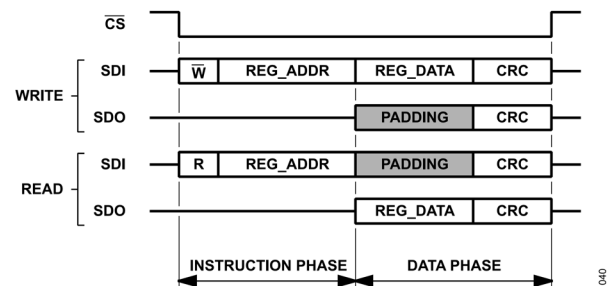 C̅S̅
SDI W̅ REG_ADDR REG_DATA CRC
WRITE
SDO PADDING CRC
SDI R REG_ADDR PADDING CRC
READ
SDO REG_DATA CRC
INSTRUCTION PHASE DATA PHASE
040